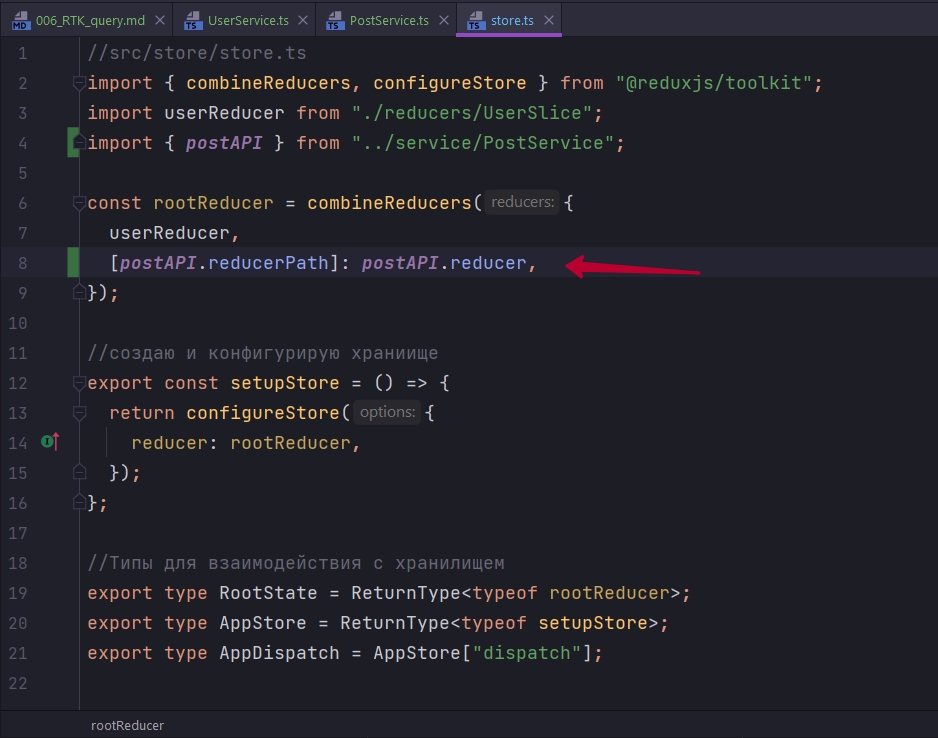 006_RTK_query.md UserService.ts PostService.ts store.ts
1 //src/store/store.ts
2 import { combineReducers, configureStore } from "@reduxjs/toolkit";
3 import userReducer from "./reducers/UserSlice";
4 import { postAPI } from "../service/PostService";
5
6 const rootReducer = combineReducers( reducers: {
7 userReducer,
8 [postAPI.reducerPath]: postAPI.reducer,
9 });
10
11 //создаю и конфигурирую храниище
12 export const setupStore = () => {
13 return configureStore( options: {
14 reducer: rootReducer,
15 });
16 };
17
18 //Типы для взаимодействия с хранилищем
19 export type RootState = ReturnType<typeof rootReducer>;
20 export type AppStore = ReturnType<typeof setupStore>;
21 export type AppDispatch = AppStore["dispatch"];
22
rootReducer